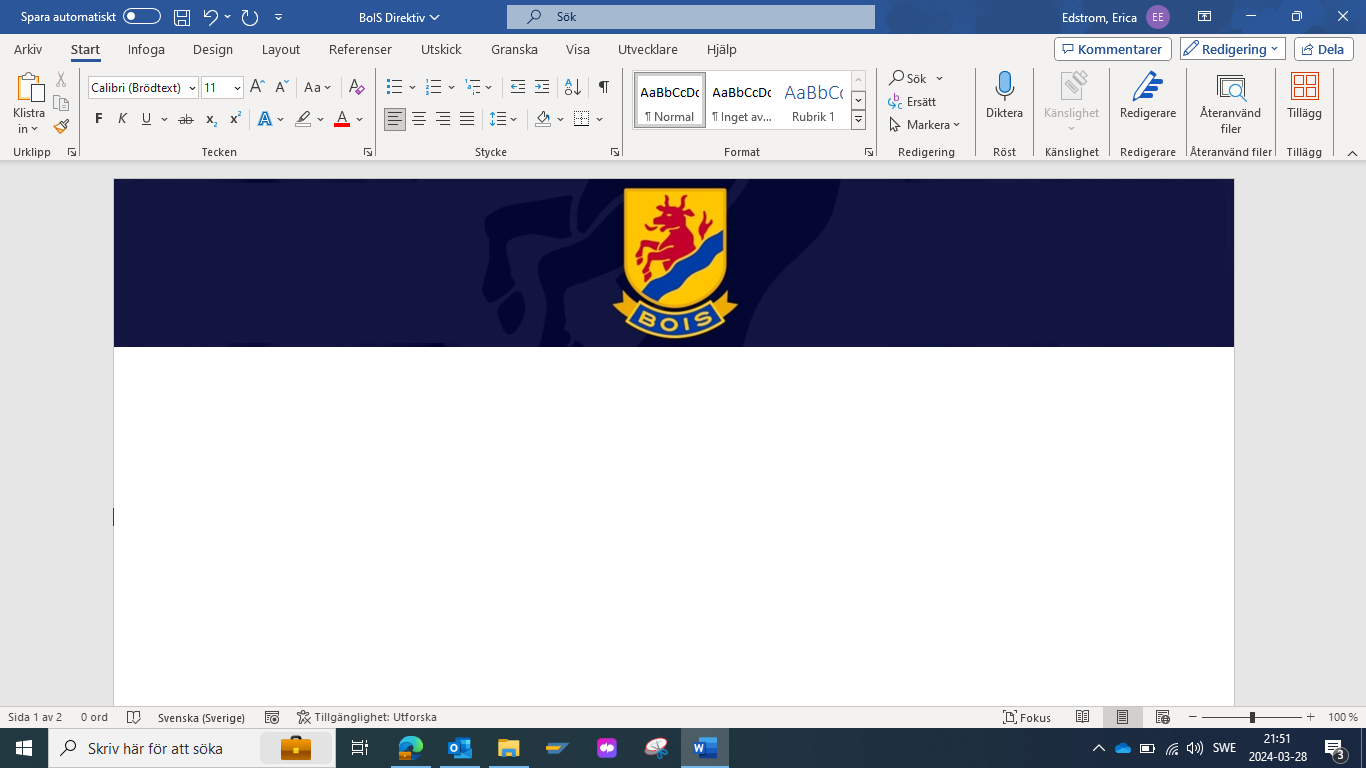 Spara automatiskt BoIS Direktiv Sök Edstrom, Erica EE
Arkiv Start Infoga Design Layout Referenser Utskick Granska Visa Utvecklare Hjälp Kommentarer Redigering Dela
Klistra in
Urklipp
Calibri (Brödtext) 11 A A Aa A
F K U ab x2 x2 A A
Tecken
Stycke
AaBbCcDc AaBbCcDc AaBbCc
¶ Normal ¶ Inget av... Rubrik 1
Format
Sök
Ersätt
Markera
Redigering
Diktera
Röst
Känslighet
Känslighet
Redigerare
Redigerare
Återanvänd filer
Återanvänd filer
Tillägg
Tillägg
BOIS
Sida 1 av 2 0 ord Svenska (Sverige) Tillgänglighet: Utforska Fokus 100 %
Skriv här för att söka SWE 21:51
2024-03-28 3